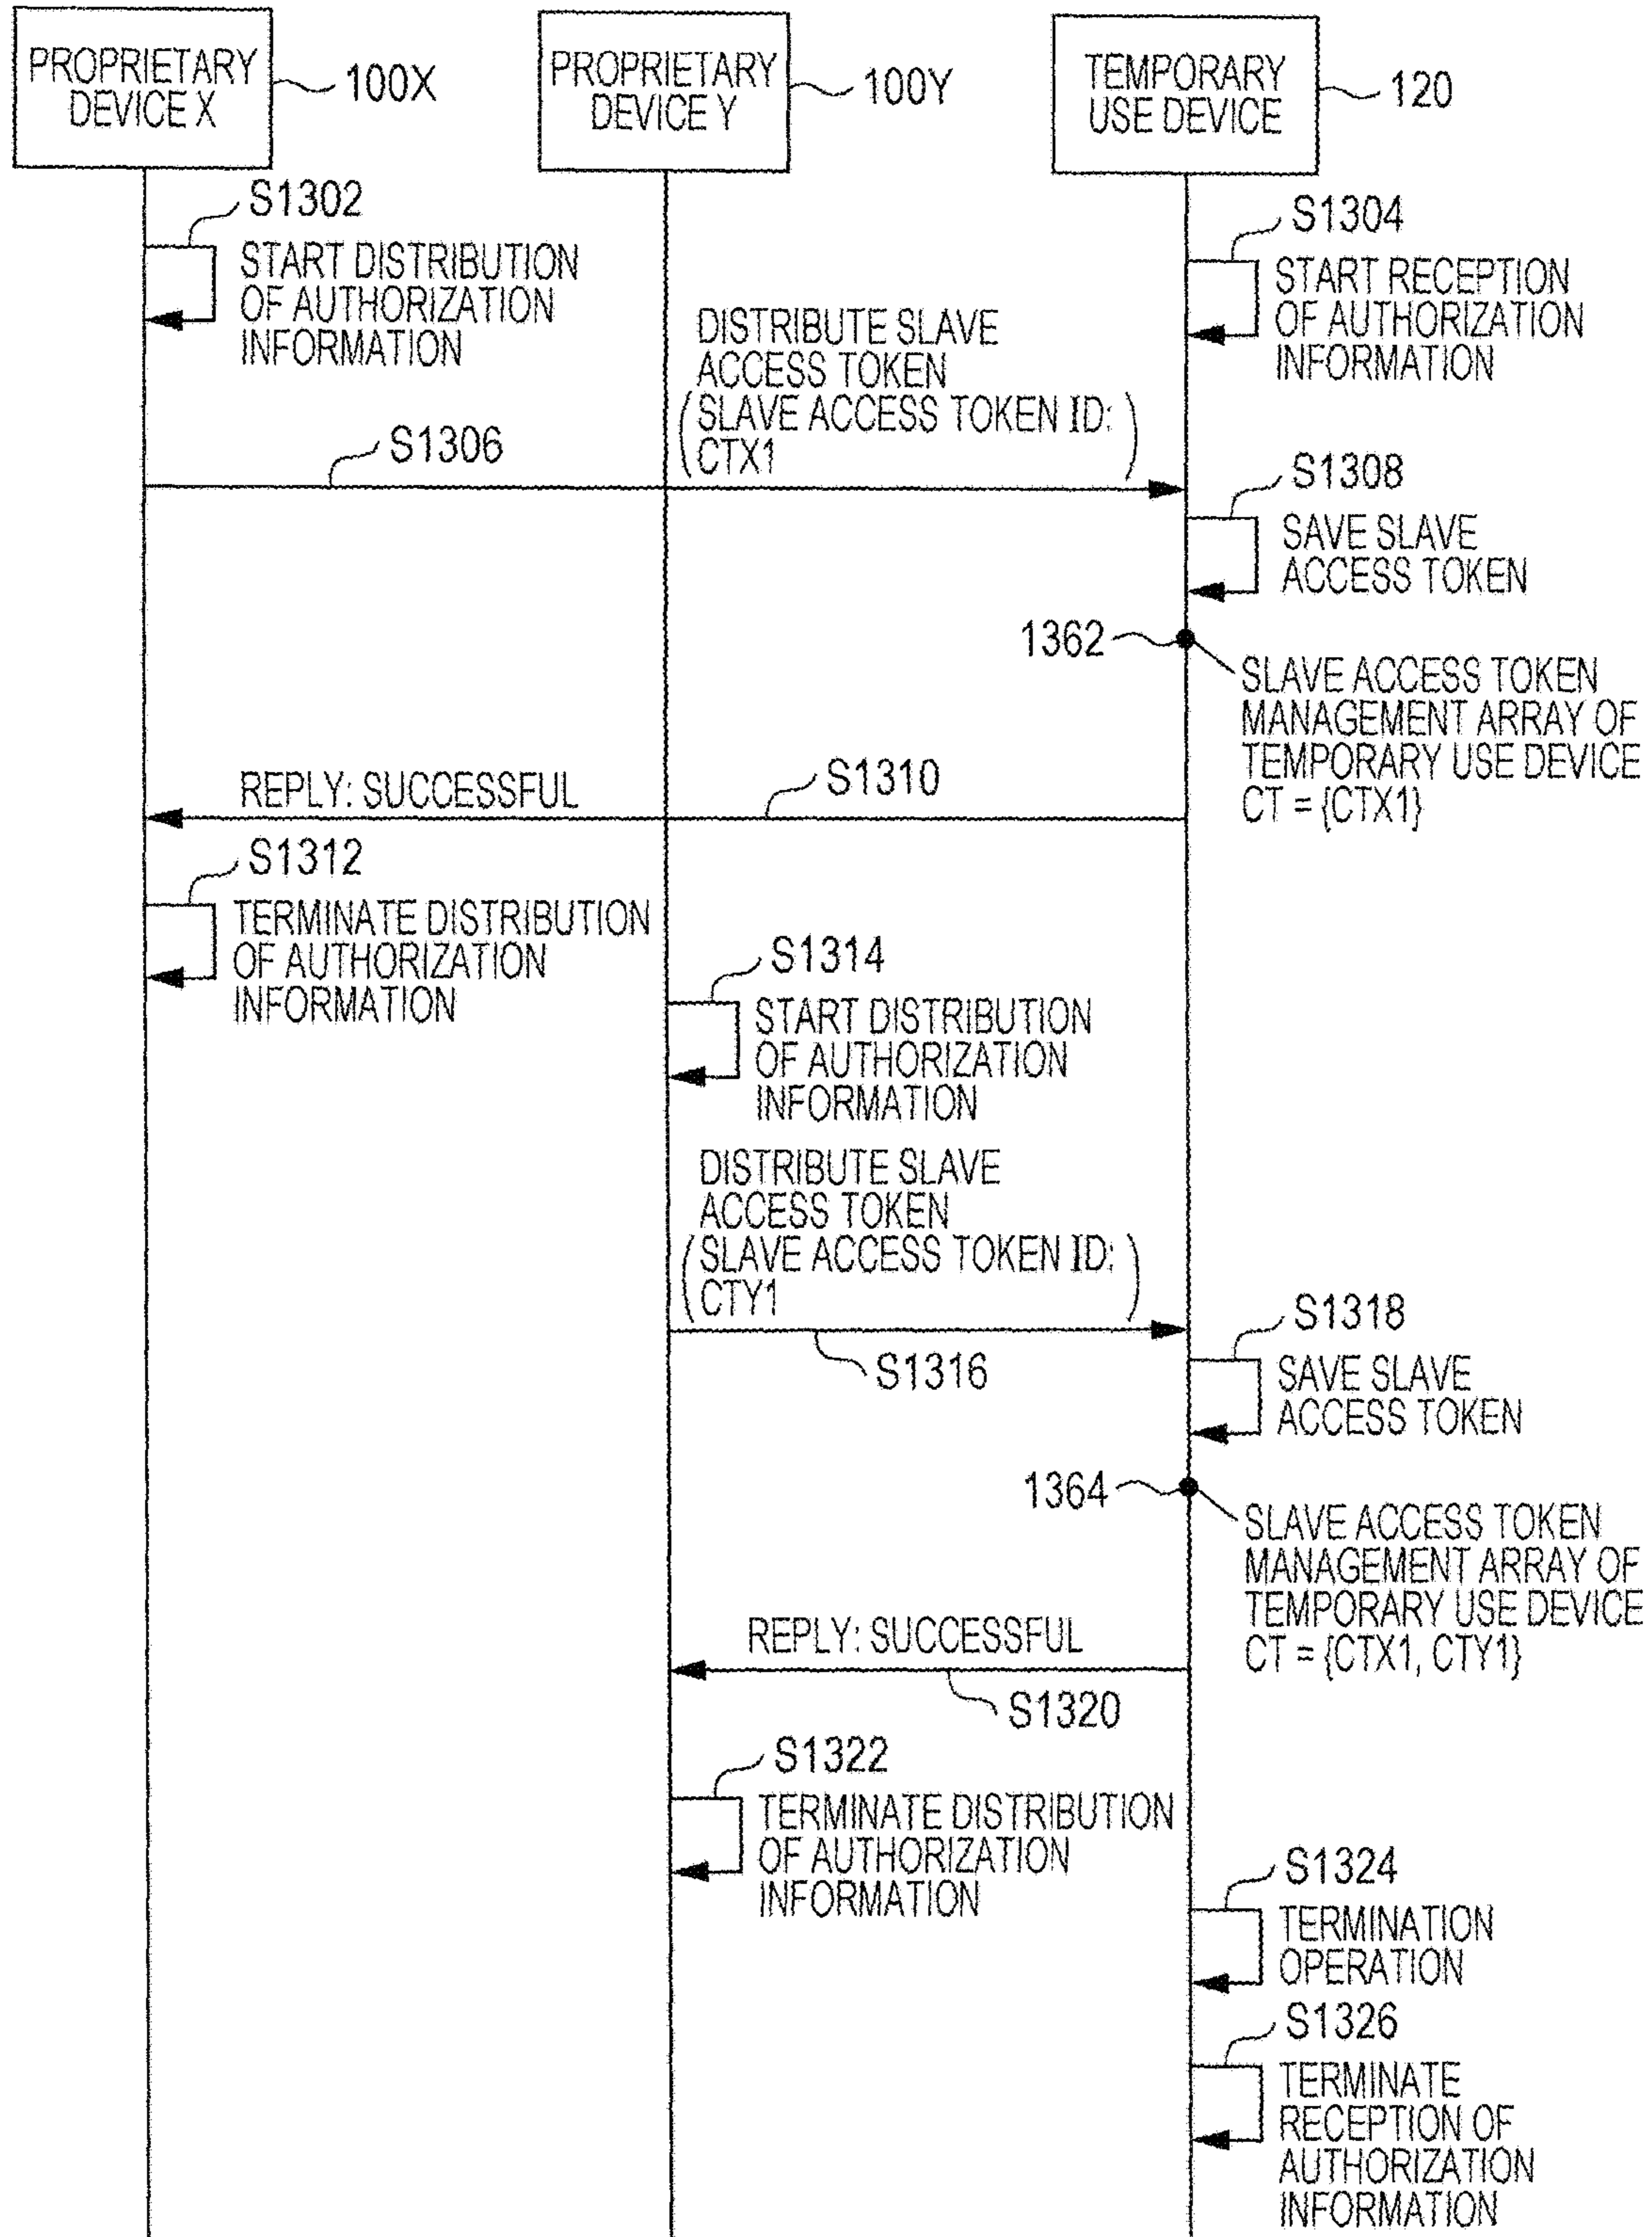 PROPRIETARY
DEVICE X
100X
PROPRIETARY
DEVICE Y
100Y
TEMPORARY
USE DEVICE
120
S1302
START DISTRIBUTION
OF AUTHORIZATION
INFORMATION
S1304
START RECEPTION
OF AUTHORIZATION
INFORMATION
DISTRIBUTE SLAVE
ACCESS TOKEN
(SLAVE ACCESS TOKEN ID:
CTX1)
S1306
S1308
SAVE SLAVE
ACCESS TOKEN
1362
SLAVE ACCESS TOKEN
MANAGEMENT ARRAY OF
TEMPORARY USE DEVICE
CT = {CTX1}
REPLY: SUCCESSFUL
S1310
S1312
TERMINATE DISTRIBUTION
OF AUTHORIZATION
INFORMATION
S1314
START DISTRIBUTION
OF AUTHORIZATION
INFORMATION
DISTRIBUTE SLAVE
ACCESS TOKEN
(SLAVE ACCESS TOKEN ID:
CTY1)
S1316
S1318
SAVE SLAVE
ACCESS TOKEN
1364
SLAVE ACCESS TOKEN
MANAGEMENT ARRAY OF
TEMPORARY USE DEVICE
CT = {CTX1, CTY1}
REPLY: SUCCESSFUL
S1320
S1322
TERMINATE DISTRIBUTION
OF AUTHORIZATION
INFORMATION
S1324
TERMINATION
OPERATION
S1326
TERMINATE
RECEPTION OF
AUTHORIZATION
INFORMATION